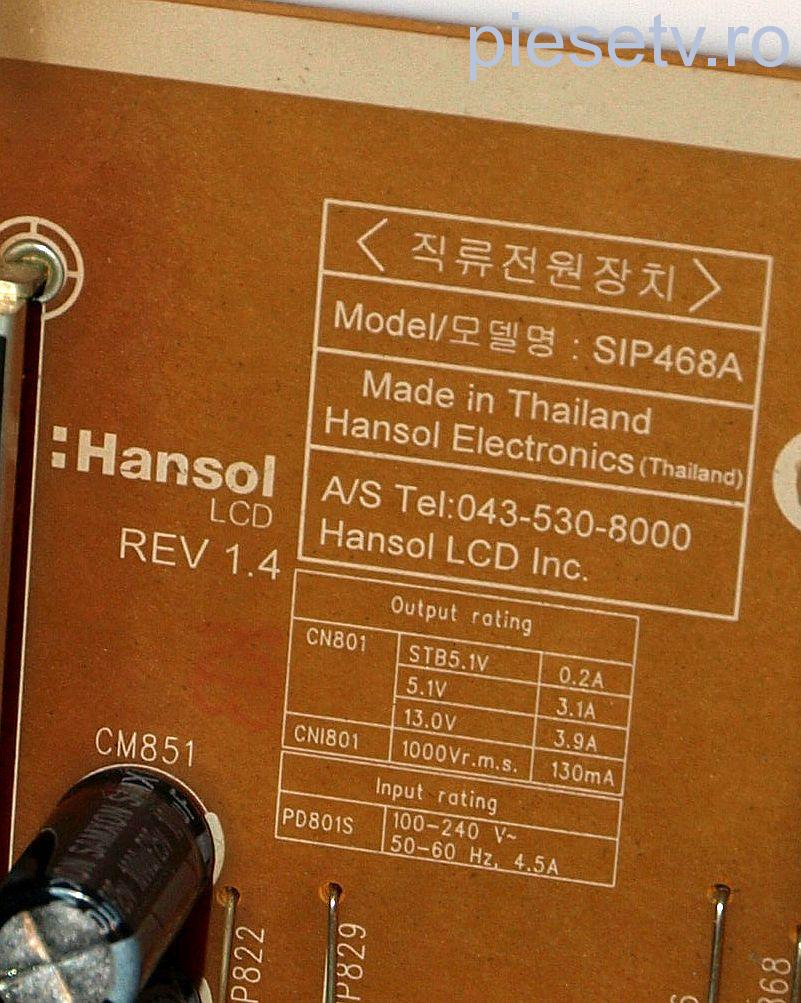 piesetv.ro
< 직류전원장치 >
Model/모델명 : SIP468A
Made in Thailand
Hansol Electronics (Thailand)
A/S Tel:043-530-8000
Hansol LCD Inc.
:Hansol
LCD
REV 1.4
Output rating
CN801 STB5.1V 0.2A
5.1V 3.1A
13.0V 3.9A
CNI801 1000Vr.m.s. 130mA
Input rating
PD801S 100-240 V~
50-60 Hz, 4.5A
CM851
SAMXON
P822
P829